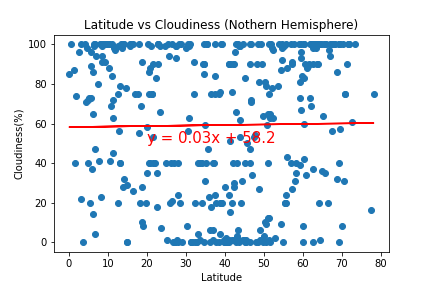 Latitude vs Cloudiness (Nothern Hemisphere)
100
80
60
40
20
0
Cloudiness(%)
y = 0.03x + 58.2
0 10 20 30 40 50 60 70 80
Latitude